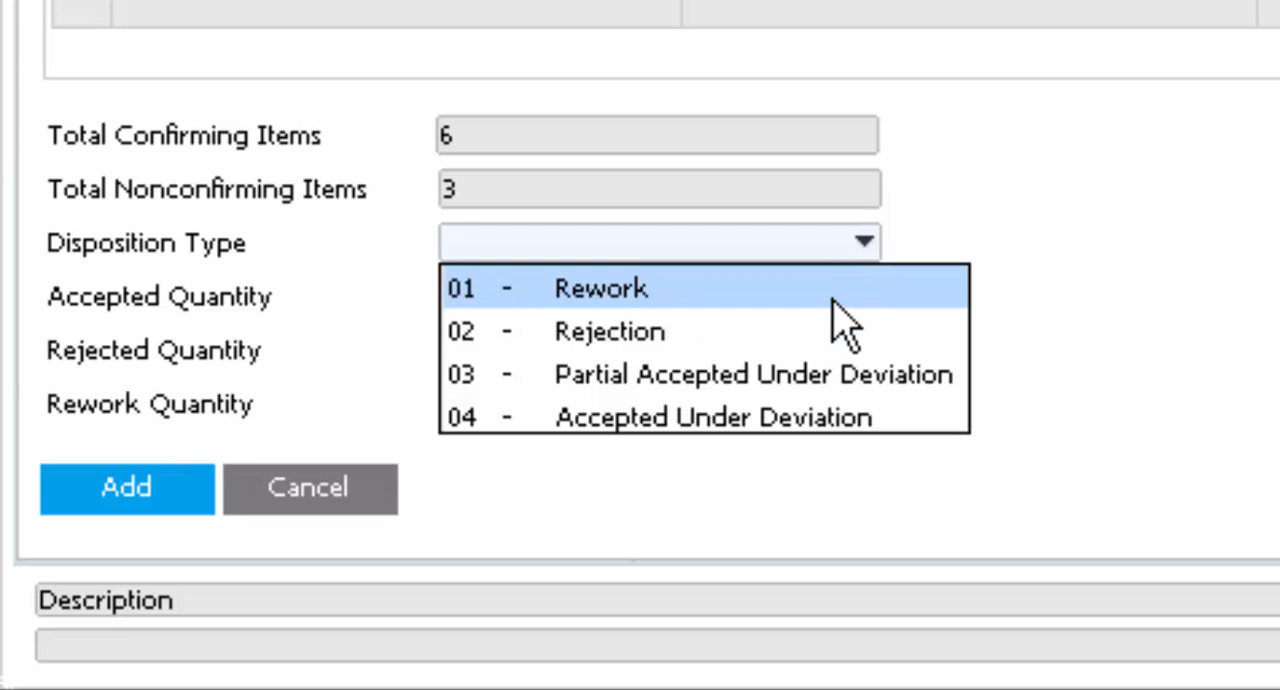 Total Confirming Items 6
Total Nonconfirming Items 3
Disposition Type
01 - Rework
Accepted Quantity
02 - Rejection
Rejected Quantity
03 - Partial Accepted Under Deviation
Rework Quantity
04 - Accepted Under Deviation
Add Cancel
Description